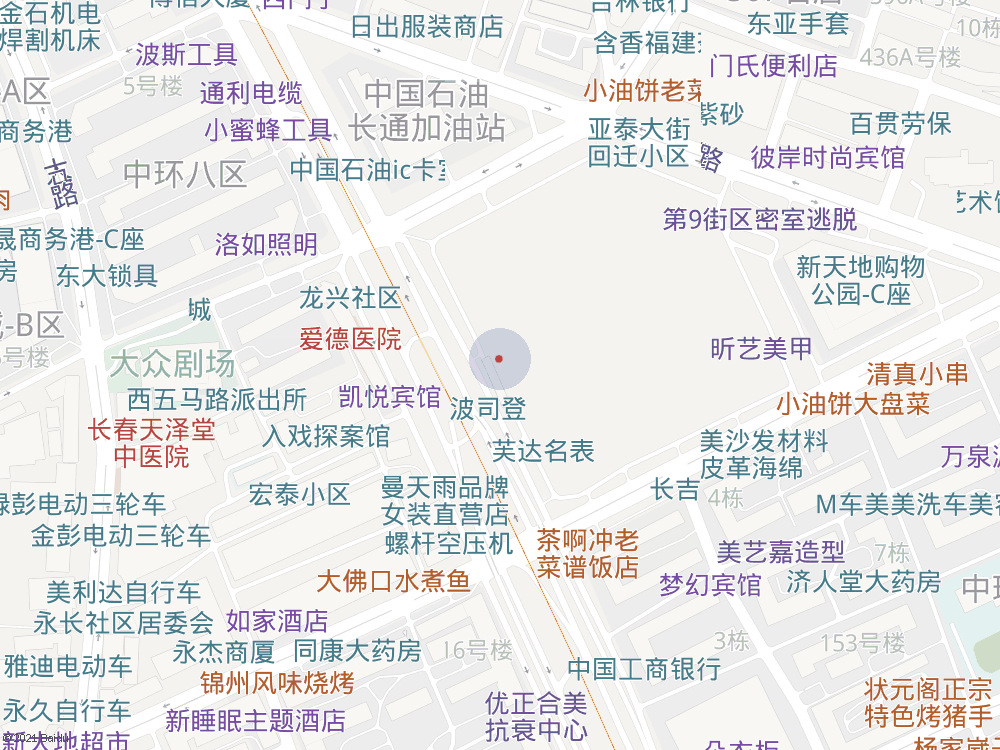 金石机电
焊割机床
西门子
日出服装商店
吉林银行
东亚手套
10栋
波斯工具
含香福建
436A号楼
门氏便利店
5号楼
通利电缆
中国石油
长通加油站
小油饼老菜
A区
紫砂
商务港
小蜜蜂工具
亚泰大街
回迁小区
路
百贯劳保
彼岸时尚宾馆
中环八区
中国石油ic卡
路
肉
艺术
第9街区密室逃脱
晟商务港-C座
洛如照明
房
东大锁具
新天地购物
公园-C座
龙兴社区
城
-B区
爱德医院
号楼
大众剧场
昕艺美甲
清真小串
西五马路派出所
凯悦宾馆
波司登
小油饼大盘菜
长春天泽堂
中医院
入戏探案馆
芙达名表
美沙发材料
皮革海绵
万泉
宏泰小区
曼天雨品牌
女装直营店
长吉
4栋
绿彭电动三轮车
M车美美洗车美容
金彭电动三轮车
螺杆空压机
茶啊冲老
菜谱饭店
美艺嘉造型
7栋
大佛口水煮鱼
梦幻宾馆
济人堂大药房
中环
美利达自行车
永长社区居委会
如家酒店
3栋
153号楼
永杰商厦
同康大药房
16号楼
雅迪电动车
中国工商银行
锦州风味烧烤
状元阁正宗
特色烤猪手
永久自行车
新睡眠主题酒店
优正合美
抗衰中心
新大地超市
© 2021 Baidu